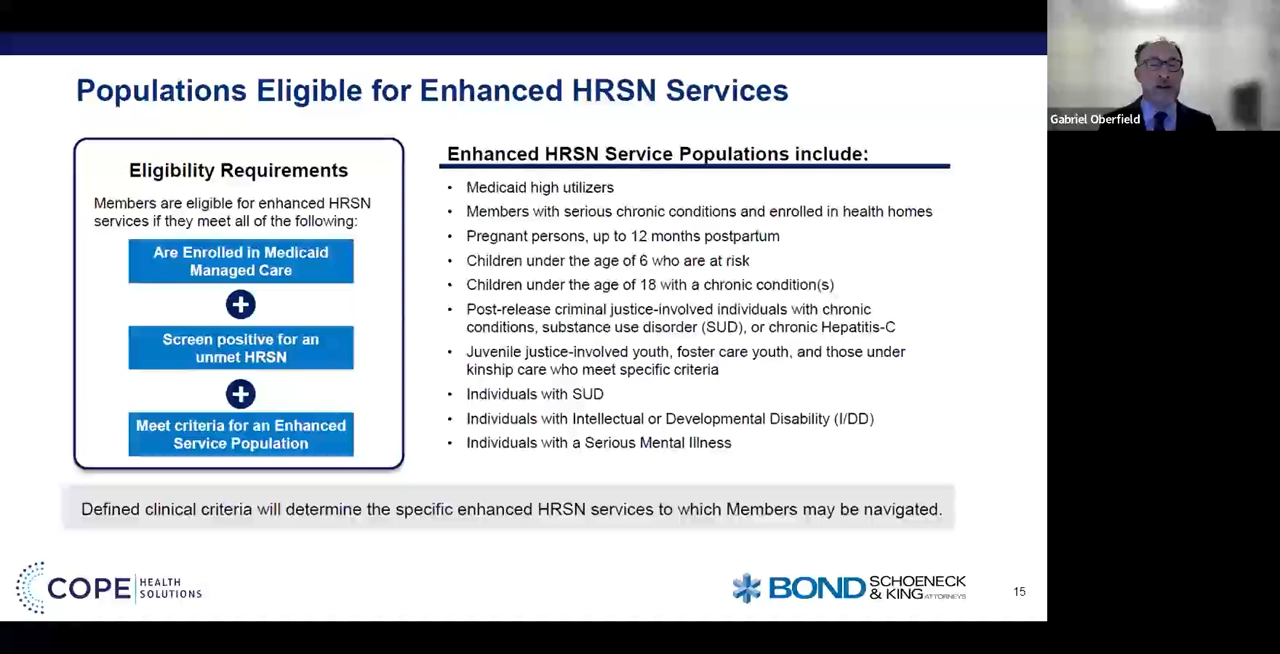 Populations Eligible for Enhanced HRSN Services
Gabriel Oberfield
Eligibility Requirements
Members are eligible for enhanced HRSN
services if they meet all of the following:
Are Enrolled in Medicaid
Managed Care
+
Screen positive for an
unmet HRSN
+
Meet criteria for an Enhanced
Service Population
Enhanced HRSN Service Populations include:
• Medicaid high utilizers
• Members with serious chronic conditions and enrolled in health homes
• Pregnant persons, up to 12 months postpartum
• Children under the age of 6 who are at risk
• Children under the age of 18 with a chronic condition(s)
• Post-release criminal justice-involved individuals with chronic
conditions, substance use disorder (SUD), or chronic Hepatitis-C
• Juvenile justice-involved youth, foster care youth, and those under
kinship care who meet specific criteria
• Individuals with SUD
• Individuals with Intellectual or Developmental Disability (I/DD)
• Individuals with a Serious Mental Illness
Defined clinical criteria will determine the specific enhanced HRSN services to which Members may be navigated.
COPE HEALTH
SOLUTIONS
BOND SCHOENECK
& KING ATTORNEYS
15